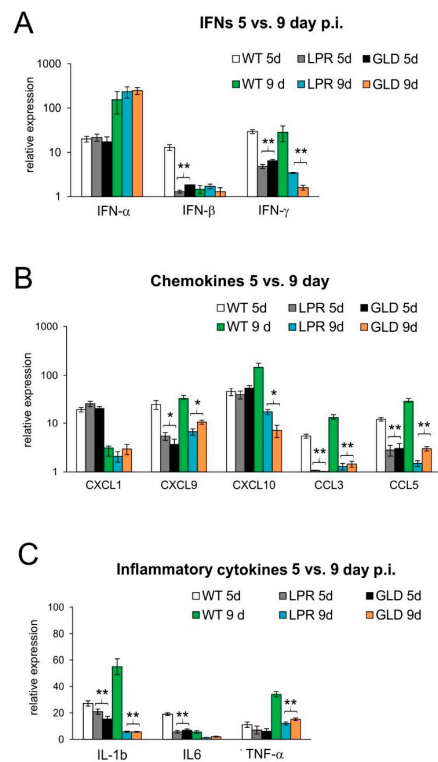 A
IFNs 5 vs. 9 day p.i.
WT 5d LPR 5d GLD 5d
WT 9 d LPR 9d GLD 9d
relative expression
1000
100
10
1
**
**
**
IFN-α IFN-β IFN-γ
B
Chemokines 5 vs. 9 day
WT 5d LPR 5d GLD 5d
WT 9 d LPR 9d GLD 9d
relative expression
1000
100
10
1
* * * ** ** ** **
CXCL1 CXCL9 CXCL10 CCL3 CCL5
C
Inflammatory cytokines 5 vs. 9 day p.i.
WT 5d LPR 5d GLD 5d
WT 9 d LPR 9d GLD 9d
relative expression
100
80
60
40
20
0
** ** ** **
IL-1b IL6 TNF-α